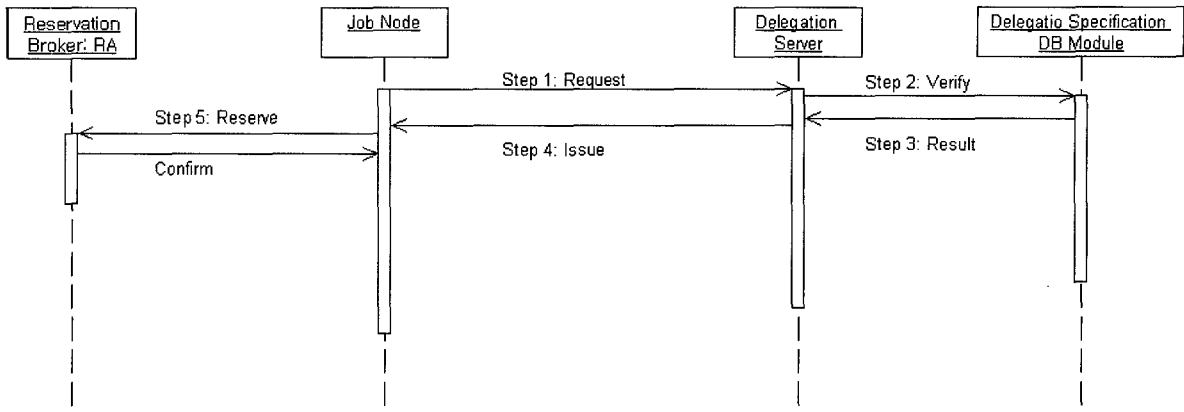 Reservation
Broker: RA
Job Node
Delegation
Server
Delegatio Specification
DB Module
Step 1: Request
Step 2: Verify
Step 5: Reserve
Step 4: Issue
Step 3: Result
Confirm